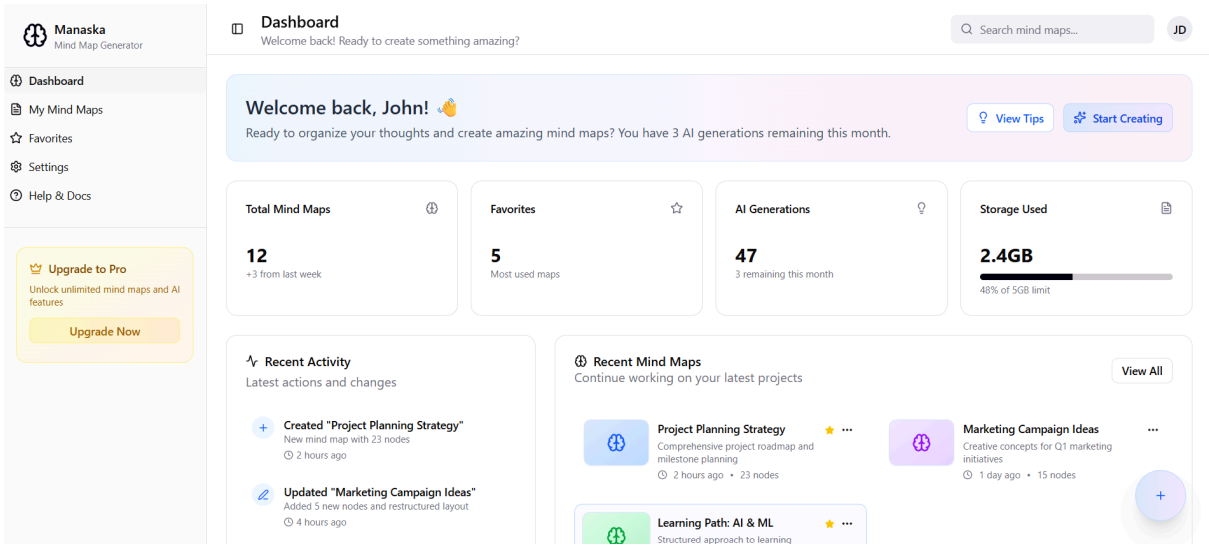 Manaska
Mind Map Generator
Dashboard
My Mind Maps
Favorites
Settings
Help & Docs
Upgrade to Pro
Unlock unlimited mind maps and AI
features
Upgrade Now
Dashboard
Welcome back! Ready to create something amazing?
Search mind maps...
JD
Welcome back, John! 👋
Ready to organize your thoughts and create amazing mind maps? You have 3 AI generations remaining this month.
View Tips
Start Creating
Total Mind Maps
12
+3 from last week
Favorites
5
Most used maps
AI Generations
47
3 remaining this month
Storage Used
2.4GB
48% of 5GB limit
Recent Activity
Latest actions and changes
Created "Project Planning Strategy"
New mind map with 23 nodes
2 hours ago
Updated "Marketing Campaign Ideas"
Added 5 new nodes and restructured layout
4 hours ago
Recent Mind Maps
Continue working on your latest projects
View All
Project Planning Strategy
Comprehensive project roadmap and
milestone planning
2 hours ago • 23 nodes
Marketing Campaign Ideas
Creative concepts for Q1 marketing
initiatives
1 day ago • 15 nodes
Learning Path: AI & ML
Structured approach to learning